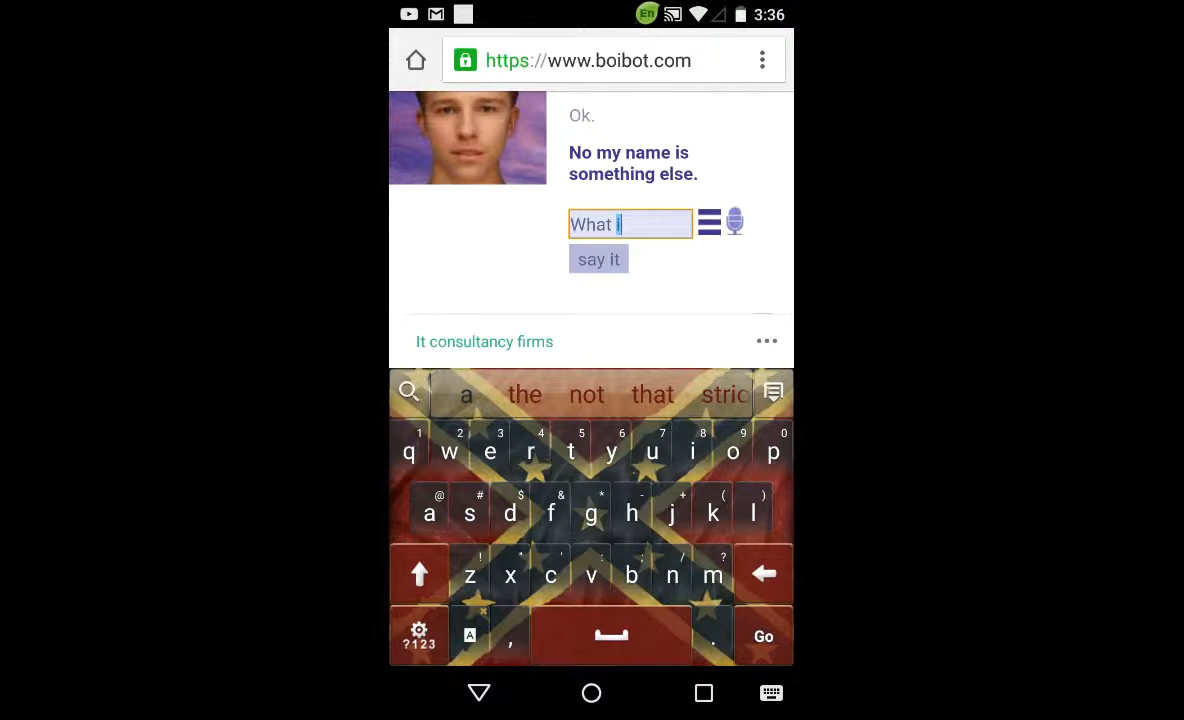 En 3:36
https://www.boibot.com
Ok.
No my name is
something else.
What i
say it
It consultancy firms
a the not that stric
1 2 3 4 5 6 7 8 9 0
q w e r t y u i o p
@ # $ & * - + ( )
a s d f g h j k l
! " ' : ; / ?
z x c v b n m
?123 A , . Go